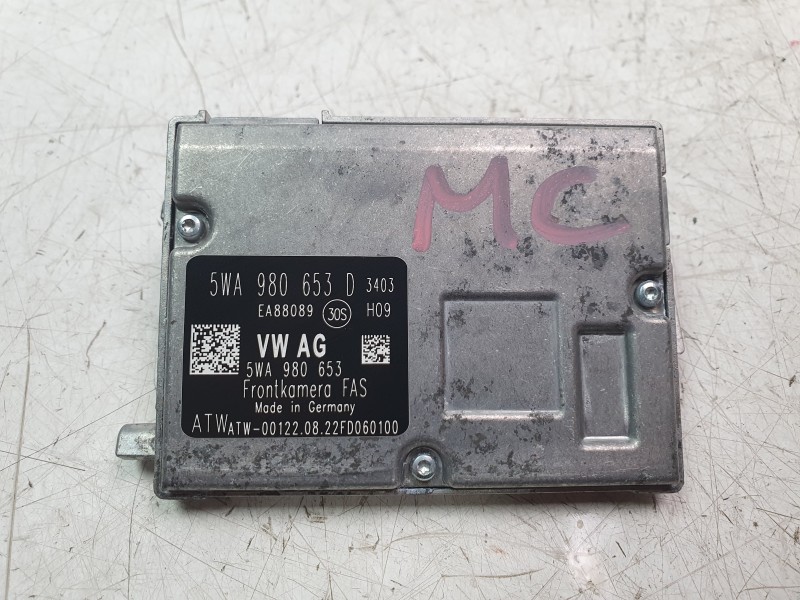 MC
5WA 980 653 D 3403
EA88089 30S H09
VW AG
5WA 980 653
Frontkamera FAS
Made in Germany
ATW ATW-00122.08.22FD060100